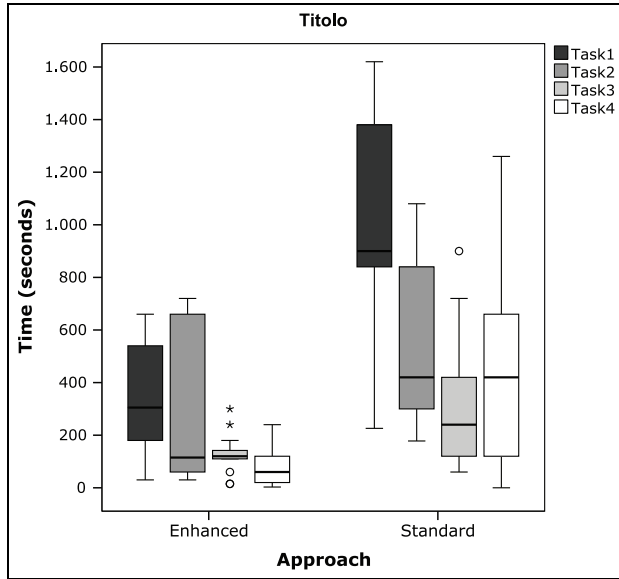 Titolo
Task1
Task2
Task3
Task4
Time (seconds)
1.600
1.400
1.200
1.000
800
600
400
200
0
Enhanced
Standard
Approach